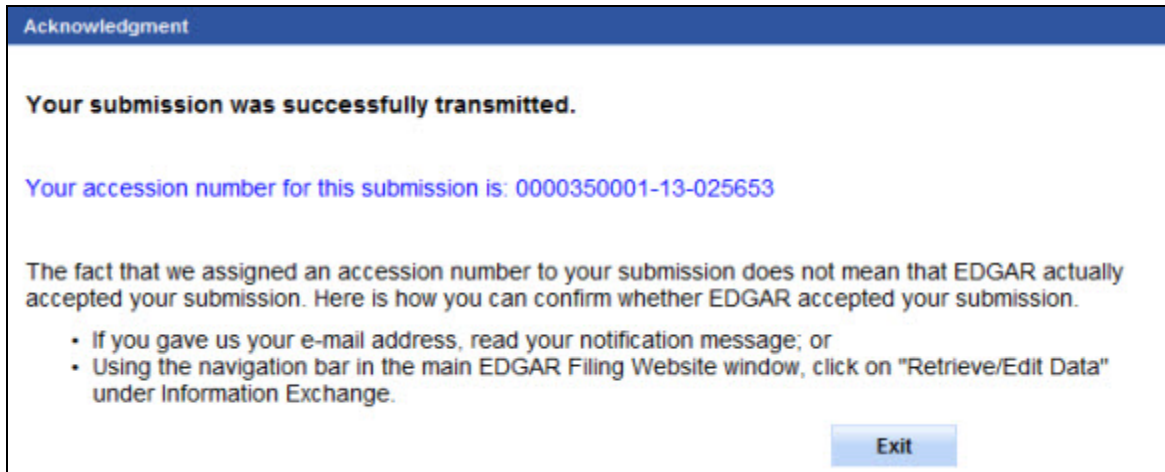 Acknowledgment
Your submission was successfully transmitted.
Your accession number for this submission is: 0000350001-13-025653
The fact that we assigned an accession number to your submission does not mean that EDGAR actually
accepted your submission. Here is how you can confirm whether EDGAR accepted your submission.
• If you gave us your e-mail address, read your notification message; or
• Using the navigation bar in the main EDGAR Filing Website window, click on "Retrieve/Edit Data"
under Information Exchange.
Exit